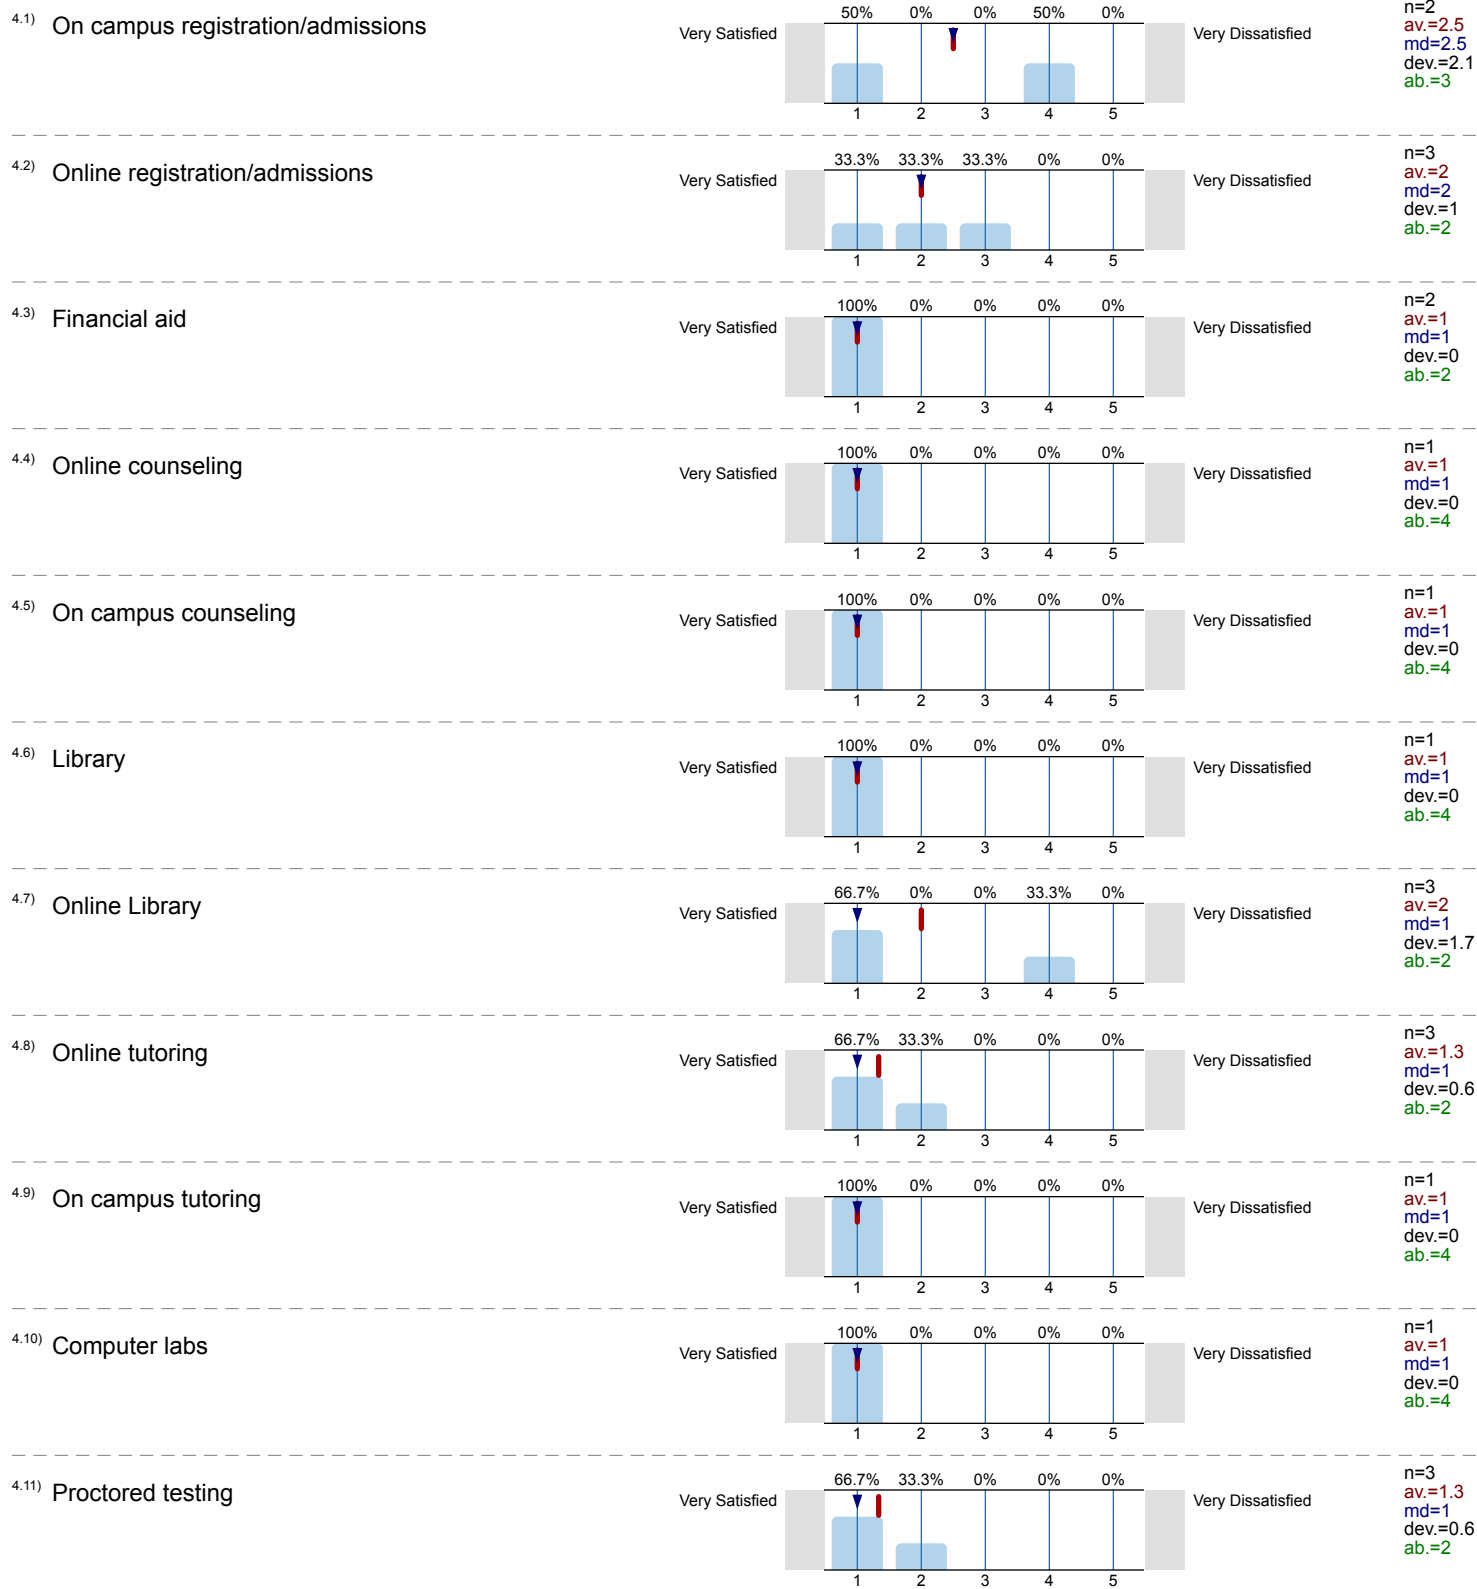 4.1) On campus registration/admissions
Very Satisfied
50% 0% 0% 50% 0%
1 2 3 4 5
Very Dissatisfied
n=2
av.=2.5
md=2.5
dev.=2.1
ab.=3
4.2) Online registration/admissions
Very Satisfied
33.3% 33.3% 33.3% 0% 0%
1 2 3 4 5
Very Dissatisfied
n=3
av.=2
md=2
dev.=1
ab.=2
4.3) Financial aid
Very Satisfied
100% 0% 0% 0% 0%
1 2 3 4 5
Very Dissatisfied
n=2
av.=1
md=1
dev.=0
ab.=2
4.4) Online counseling
Very Satisfied
100% 0% 0% 0% 0%
1 2 3 4 5
Very Dissatisfied
n=1
av.=1
md=1
dev.=0
ab.=4
4.5) On campus counseling
Very Satisfied
100% 0% 0% 0% 0%
1 2 3 4 5
Very Dissatisfied
n=1
av.=1
md=1
dev.=0
ab.=4
4.6) Library
Very Satisfied
100% 0% 0% 0% 0%
1 2 3 4 5
Very Dissatisfied
n=1
av.=1
md=1
dev.=0
ab.=4
4.7) Online Library
Very Satisfied
66.7% 0% 0% 33.3% 0%
1 2 3 4 5
Very Dissatisfied
n=3
av.=2
md=1
dev.=1.7
ab.=2
4.8) Online tutoring
Very Satisfied
66.7% 33.3% 0% 0% 0%
1 2 3 4 5
Very Dissatisfied
n=3
av.=1.3
md=1
dev.=0.6
ab.=2
4.9) On campus tutoring
Very Satisfied
100% 0% 0% 0% 0%
1 2 3 4 5
Very Dissatisfied
n=1
av.=1
md=1
dev.=0
ab.=4
4.10) Computer labs
Very Satisfied
100% 0% 0% 0% 0%
1 2 3 4 5
Very Dissatisfied
n=1
av.=1
md=1
dev.=0
ab.=4
4.11) Proctored testing
Very Satisfied
66.7% 33.3% 0% 0% 0%
1 2 3 4 5
Very Dissatisfied
n=3
av.=1.3
md=1
dev.=0.6
ab.=2